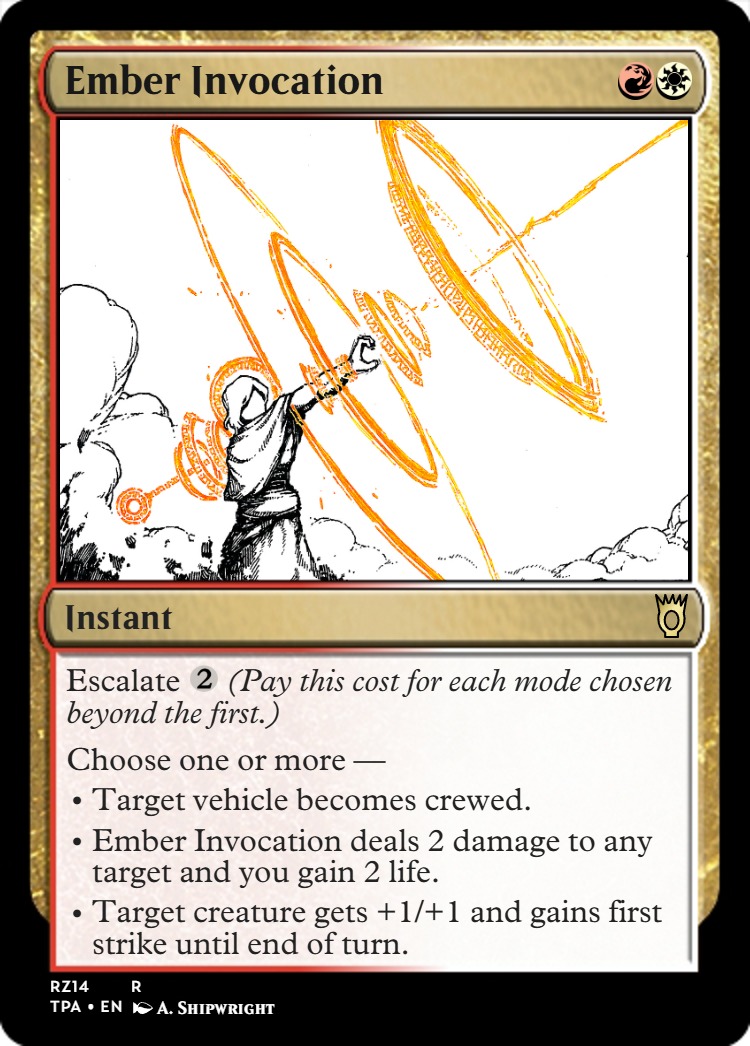 Ember Invocation
Instant
Escalate 2 (Pay this cost for each mode chosen
beyond the first.)
Choose one or more —
• Target vehicle becomes crewed.
• Ember Invocation deals 2 damage to any
target and you gain 2 life.
• Target creature gets +1/+1 and gains first
strike until end of turn.
RZ14 R
TPA • EN A. Shipwright